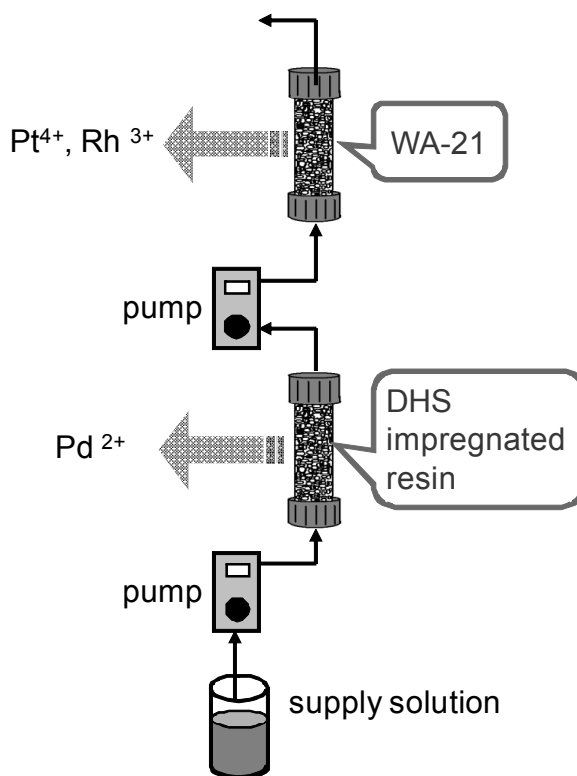 Pt⁴⁺, Rh ³⁺
WA-21
pump
DHS
impregnated
resin
Pd ²⁺
pump
supply solution